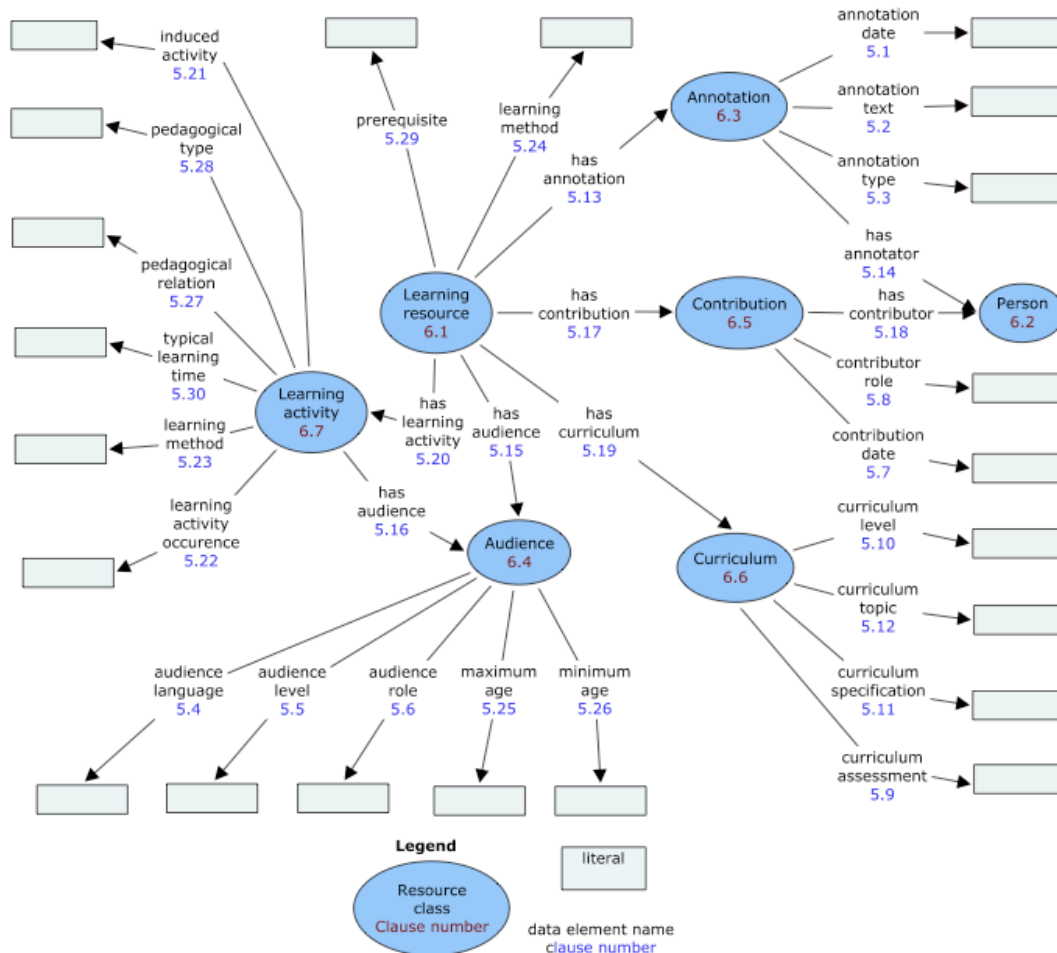 induced
activity
5.21
pedagogical
type
5.28
pedagogical
relation
5.27
typical
learning
time
5.30
learning
method
5.23
learning
activity
occurence
5.22
Learning
activity
6.7
prerequisite
5.29
learning
method
5.24
has
annotation
5.13
Learning
resource
6.1
has
contribution
5.17
has
learning
activity
5.20
has
audience
5.15
has
curriculum
5.19
has
audience
5.16
Annotation
6.3
annotation
date
5.1
annotation
text
5.2
annotation
type
5.3
has
annotator
5.14
Contribution
6.5
has
contributor
5.18
Person
6.2
contributor
role
5.8
contribution
date
5.7
Audience
6.4
Curriculum
6.6
curriculum
level
5.10
curriculum
topic
5.12
curriculum
specification
5.11
curriculum
assessment
5.9
audience
language
5.4
audience
level
5.5
audience
role
5.6
maximum
age
5.25
minimum
age
5.26
Legend
Resource
class
Clause number
literal
data element name
clause number